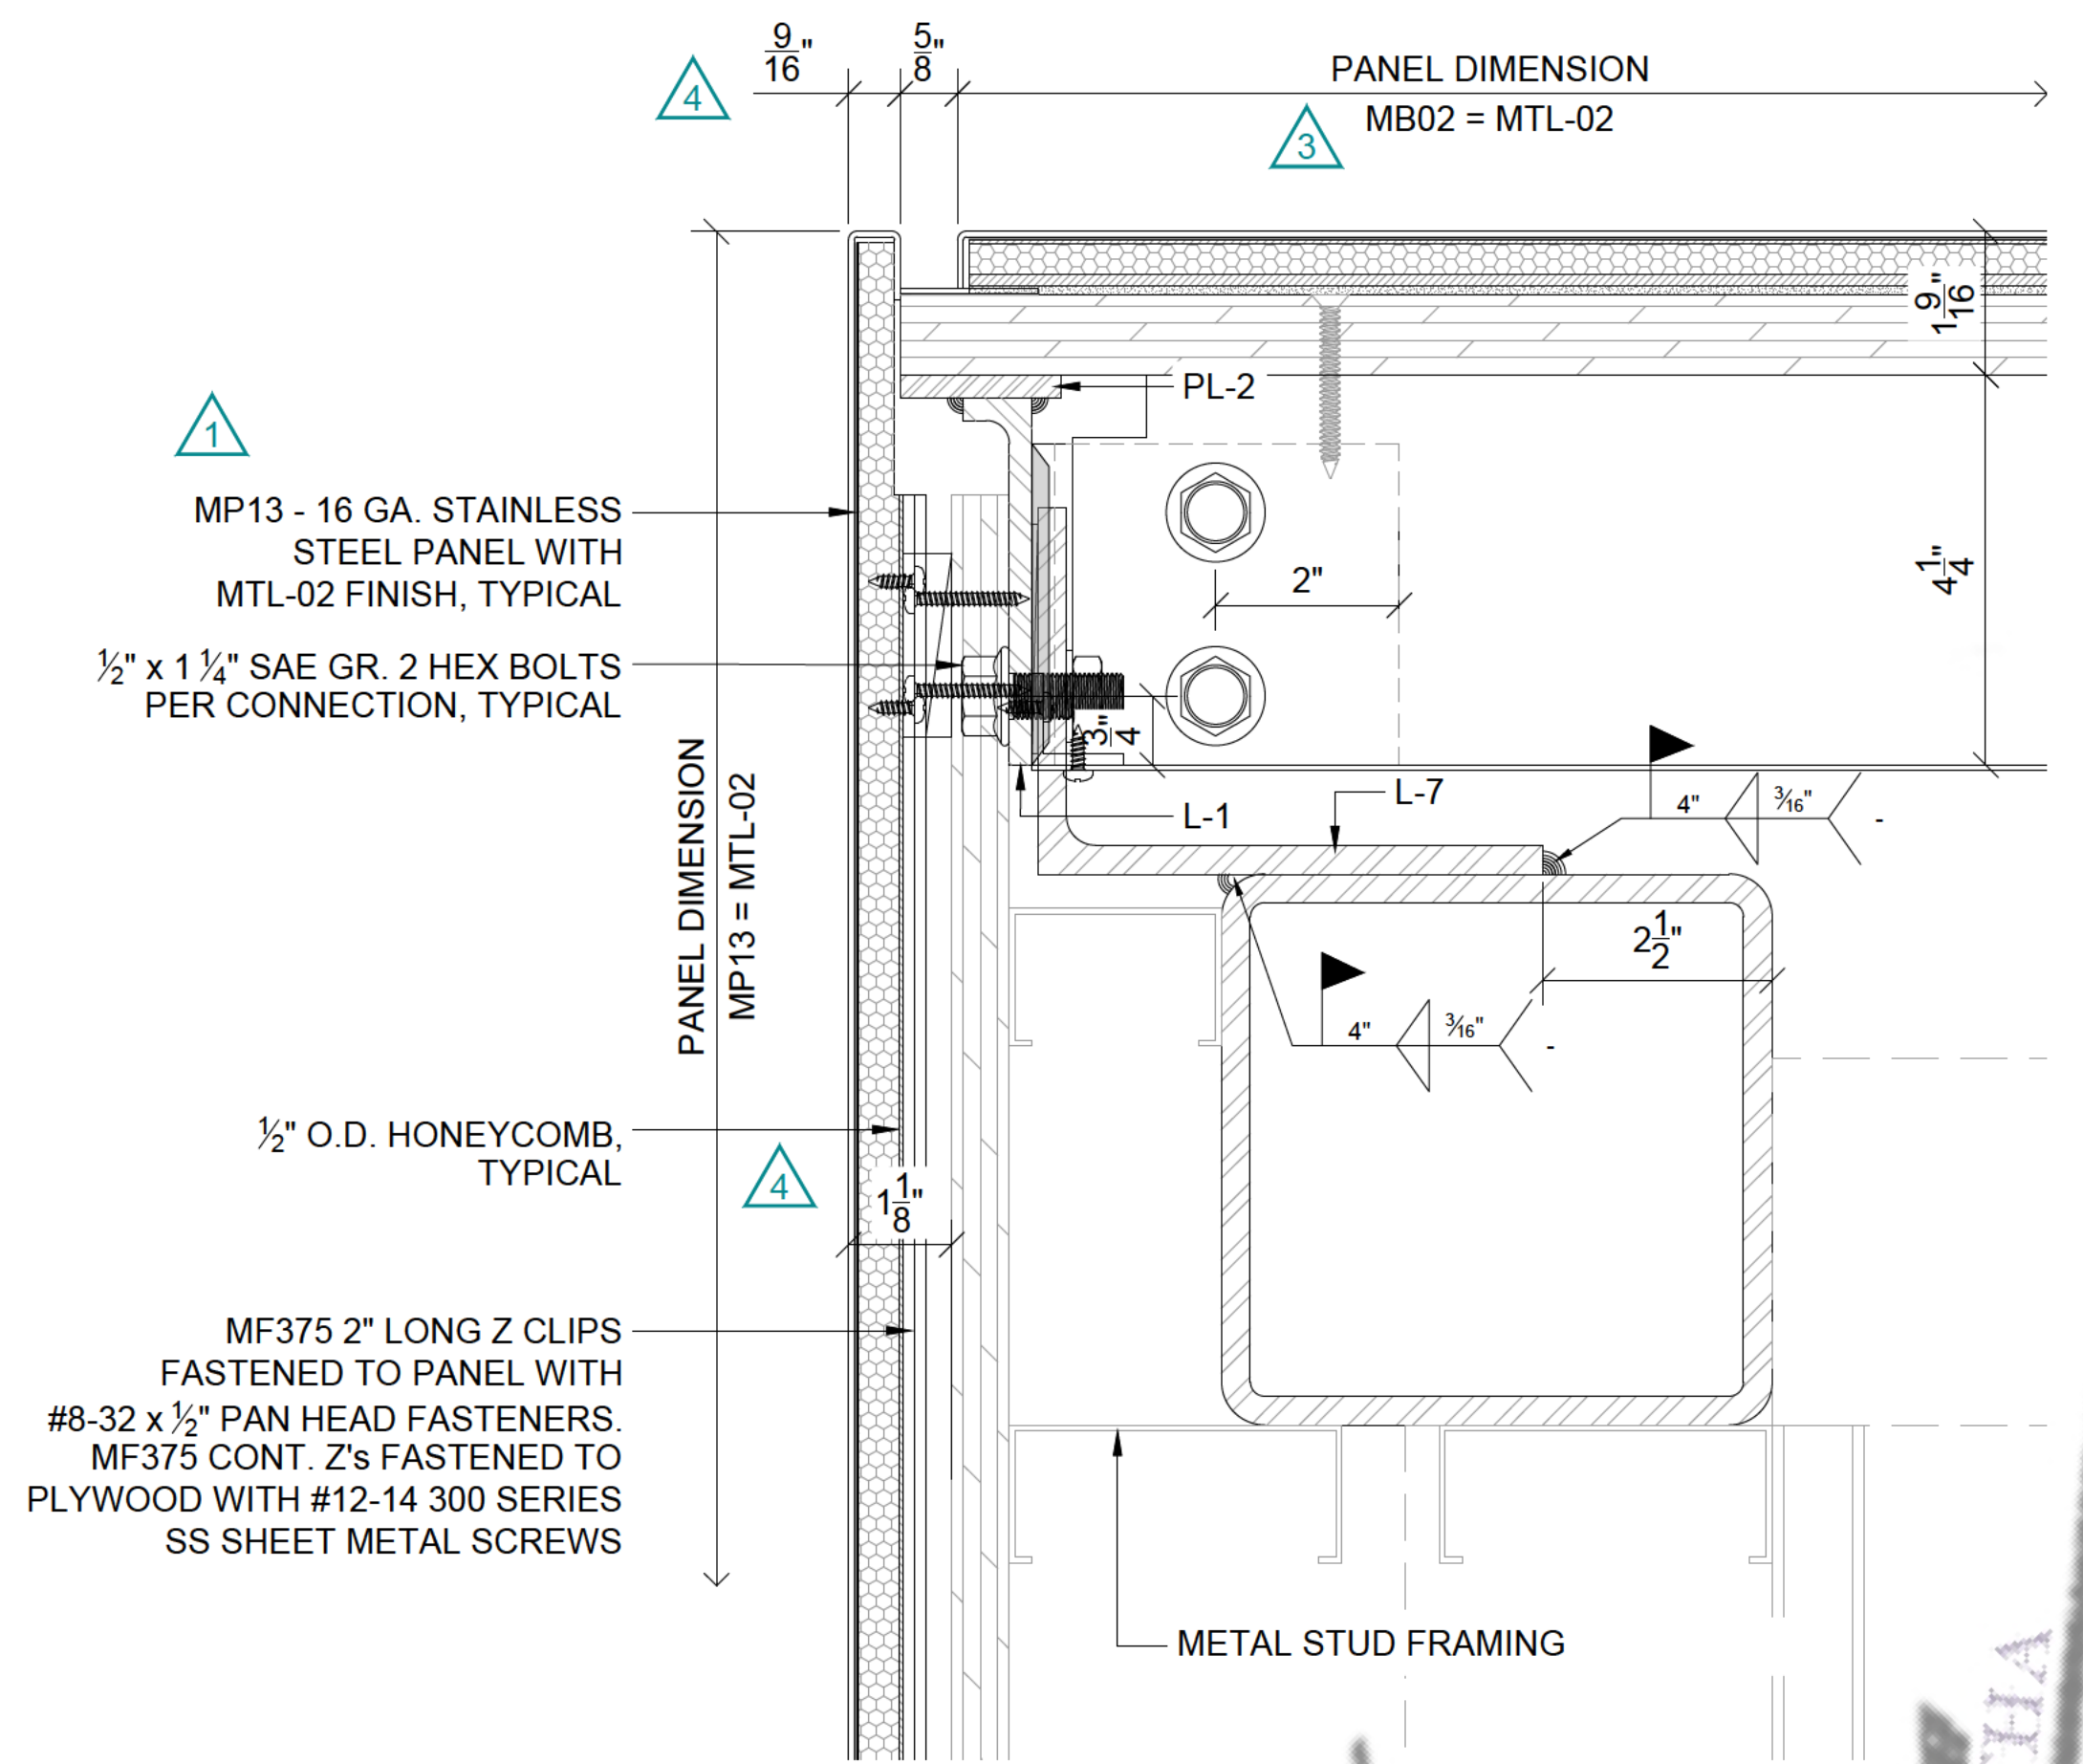 9/16"
5/8"
PANEL DIMENSION
MB02 = MTL-02
4
3
1 9/16"
PL-2
1
MP13 - 16 GA. STAINLESS
STEEL PANEL WITH
MTL-02 FINISH, TYPICAL
2"
4 1/4"
½" x 1 ¼" SAE GR. 2 HEX BOLTS
PER CONNECTION, TYPICAL
3/4"
L-7
L-1
4"
3/16"
-
PANEL DIMENSION
MP13 = MTL-02
2 1/2"
4"
3/16"
-
½" O.D. HONEYCOMB,
TYPICAL
4
1 1/8"
MF375 2" LONG Z CLIPS
FASTENED TO PANEL WITH
#8-32 x ½" PAN HEAD FASTENERS.
MF375 CONT. Z's FASTENED TO
PLYWOOD WITH #12-14 300 SERIES
SS SHEET METAL SCREWS
METAL STUD FRAMING